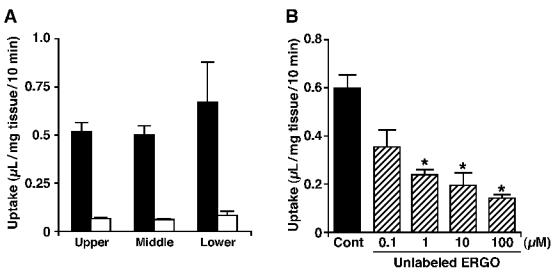 A
B
Uptake (µL/mg tissue/10 min)
1.0
0.75
0.5
0.25
0
Upper Middle Lower
Uptake (µL/mg tissue/10 min)
0.8
0.6
0.4
0.2
0
*
*
*
Cont 0.1 1 10 100 (µM)
Unlabeled ERGO